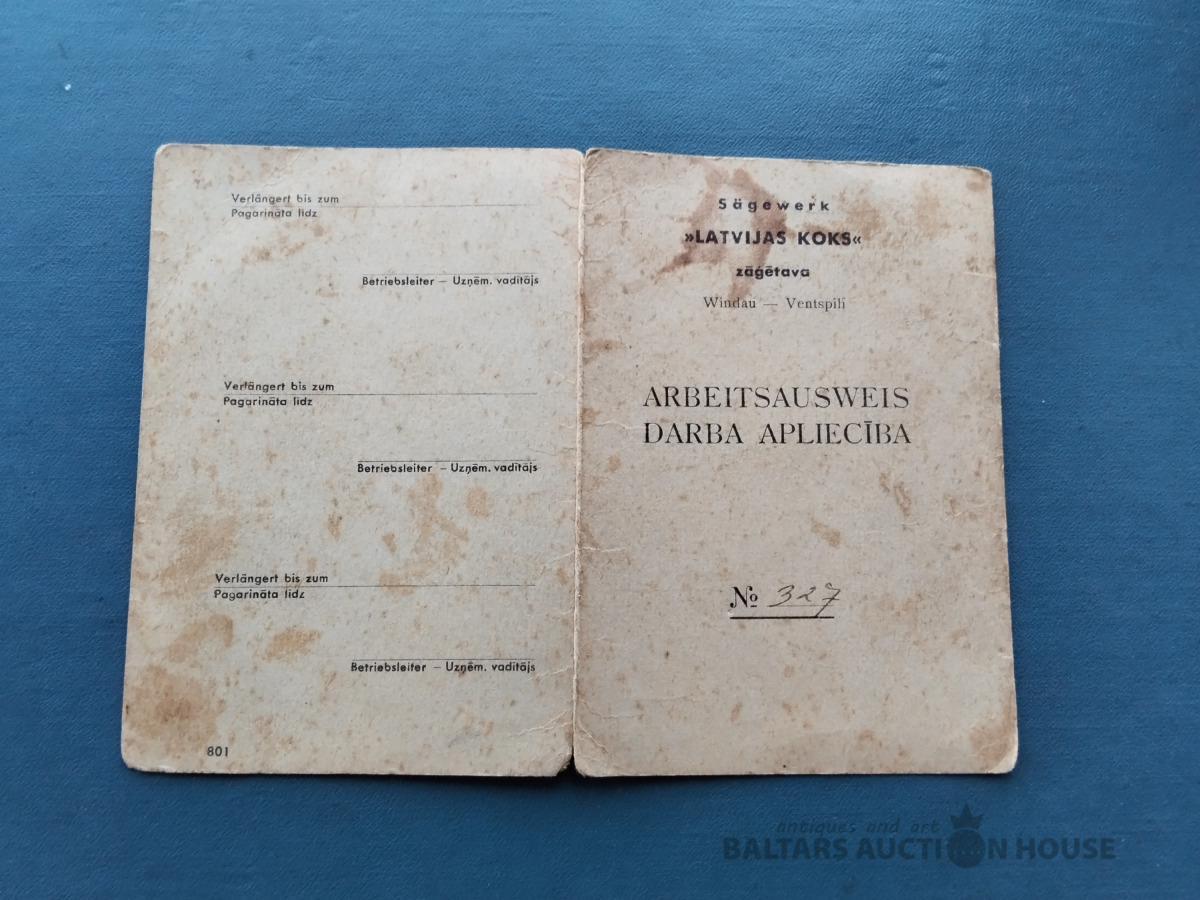 Verlängert bis zum
Pagarināta līdz
Betriebsleiter — Uzņēm. vadītājs
Verlängert bis zum
Pagarināta līdz
Betriebsleiter — Uzņēm. vadītājs
Verlängert bis zum
Pagarināta līdz
Betriebsleiter — Uzņēm. vadītājs
801
Sägewerk
»LATVIJAS KOKS«
zāģētava
Windau — Ventspilī
ARBEITSAUSWEIS
DARBA APLIECĪBA
№ 327
antiques and art
BALTARS AUCTION HOUSE